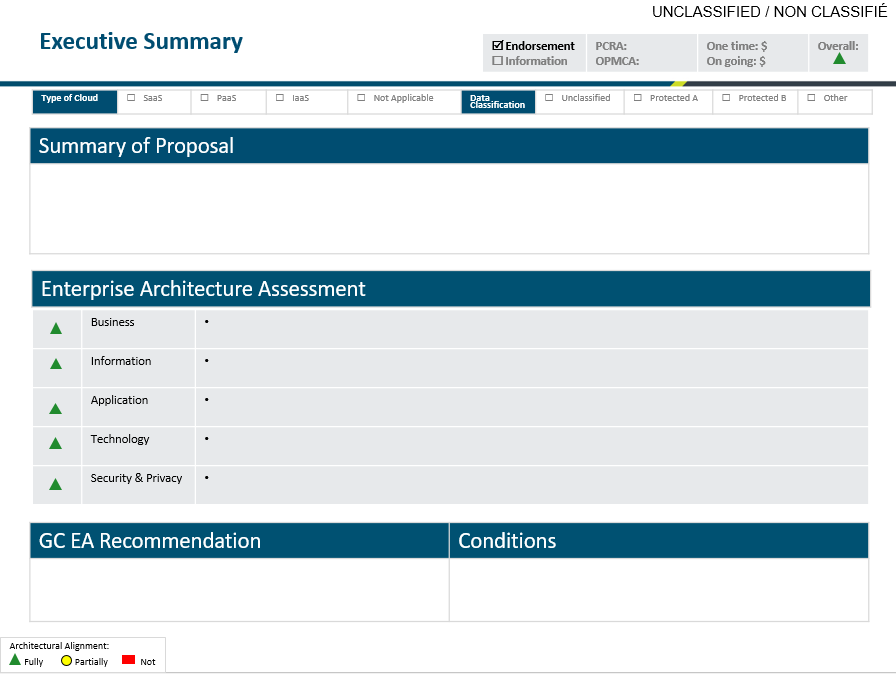 UNCLASSIFIED / NON CLASSIFIÉ
Executive Summary
☑ Endorsement
☐ Information
PCRA:
OPMCA:
One time: $
On going: $
Overall:
Type of Cloud
☐ SaaS
☐ PaaS
☐ IaaS
☐ Not Applicable
Data
Classification
☐ Unclassified
☐ Protected A
☐ Protected B
☐ Other
Summary of Proposal
Enterprise Architecture Assessment
Business •
Information •
Application •
Technology •
Security & Privacy •
GC EA Recommendation
Conditions
Architectural Alignment:
Fully Partially Not